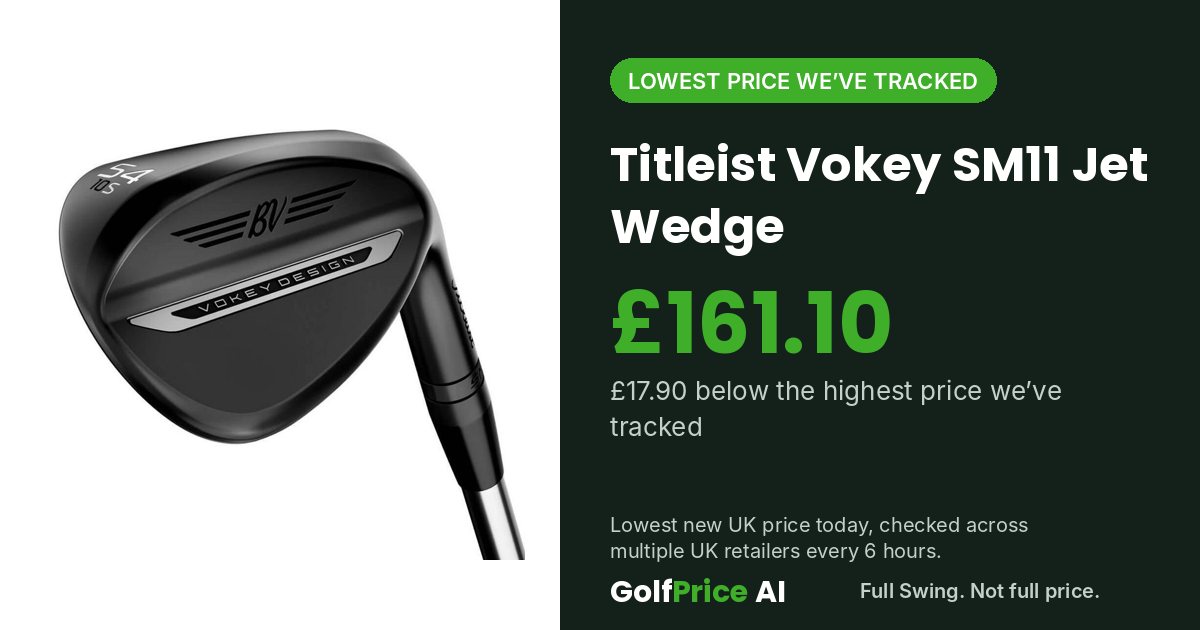 54
10S
BV
VOKEY DESIGN
LOWEST PRICE WE’VE TRACKED
Titleist Vokey SM11 Jet
Wedge
£161.10
£17.90 below the highest price we’ve
tracked
Lowest new UK price today, checked across
multiple UK retailers every 6 hours.
GolfPrice AI
Full Swing. Not full price.